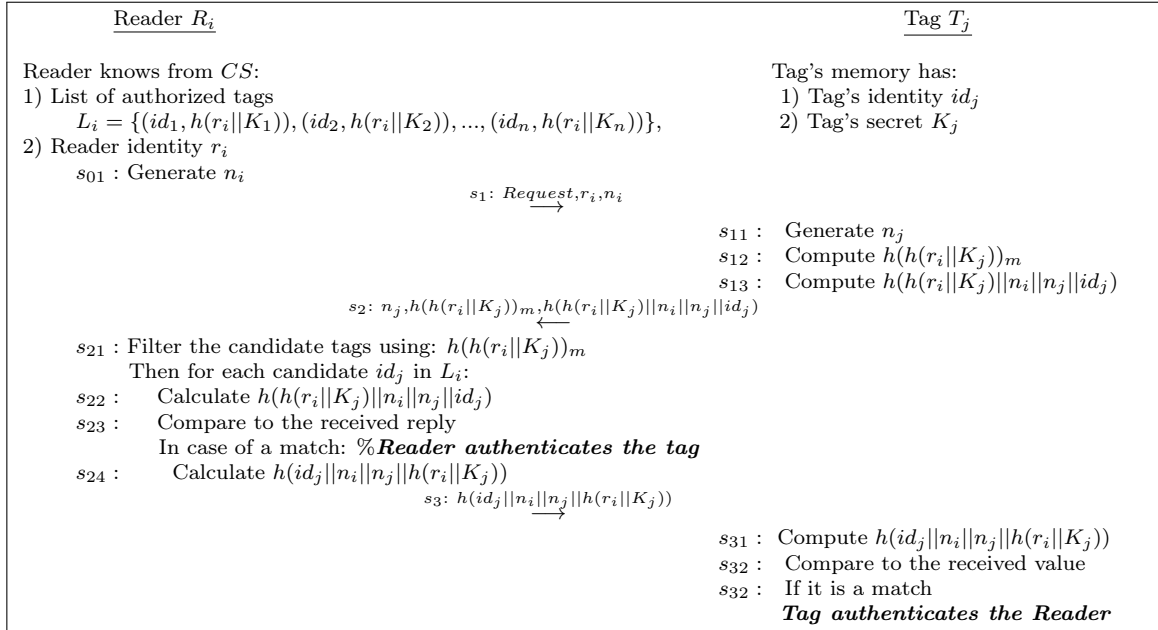 Reader R_i    Tag T_j
Reader knows from CS:    Tag's memory has:
1) List of authorized tags    1) Tag's identity id_j
L_i = {(id_1, h(r_i||K_1)), (id_2, h(r_i||K_2)), ..., (id_n, h(r_i||K_n))},    2) Tag's secret K_j
2) Reader identity r_i
s_01 : Generate n_i
s_1: Request,r_i,n_i
⟶
s_11 : Generate n_j
s_12 : Compute h(h(r_i||K_j))_m
s_13 : Compute h(h(r_i||K_j)||n_i||n_j||id_j)
s_2: n_j,h(h(r_i||K_j))_m,h(h(r_i||K_j)||n_i||n_j||id_j)
⟵
s_21 : Filter the candidate tags using: h(h(r_i||K_j))_m
Then for each candidate id_j in L_i:
s_22 : Calculate h(h(r_i||K_j)||n_i||n_j||id_j)
s_23 : Compare to the received reply
In case of a match: %Reader authenticates the tag
s_24 : Calculate h(id_j||n_i||n_j||h(r_i||K_j))
s_3: h(id_j||n_i||n_j||h(r_i||K_j))
⟶
s_31 : Compute h(id_j||n_i||n_j||h(r_i||K_j))
s_32 : Compare to the received value
s_32 : If it is a match
Tag authenticates the Reader